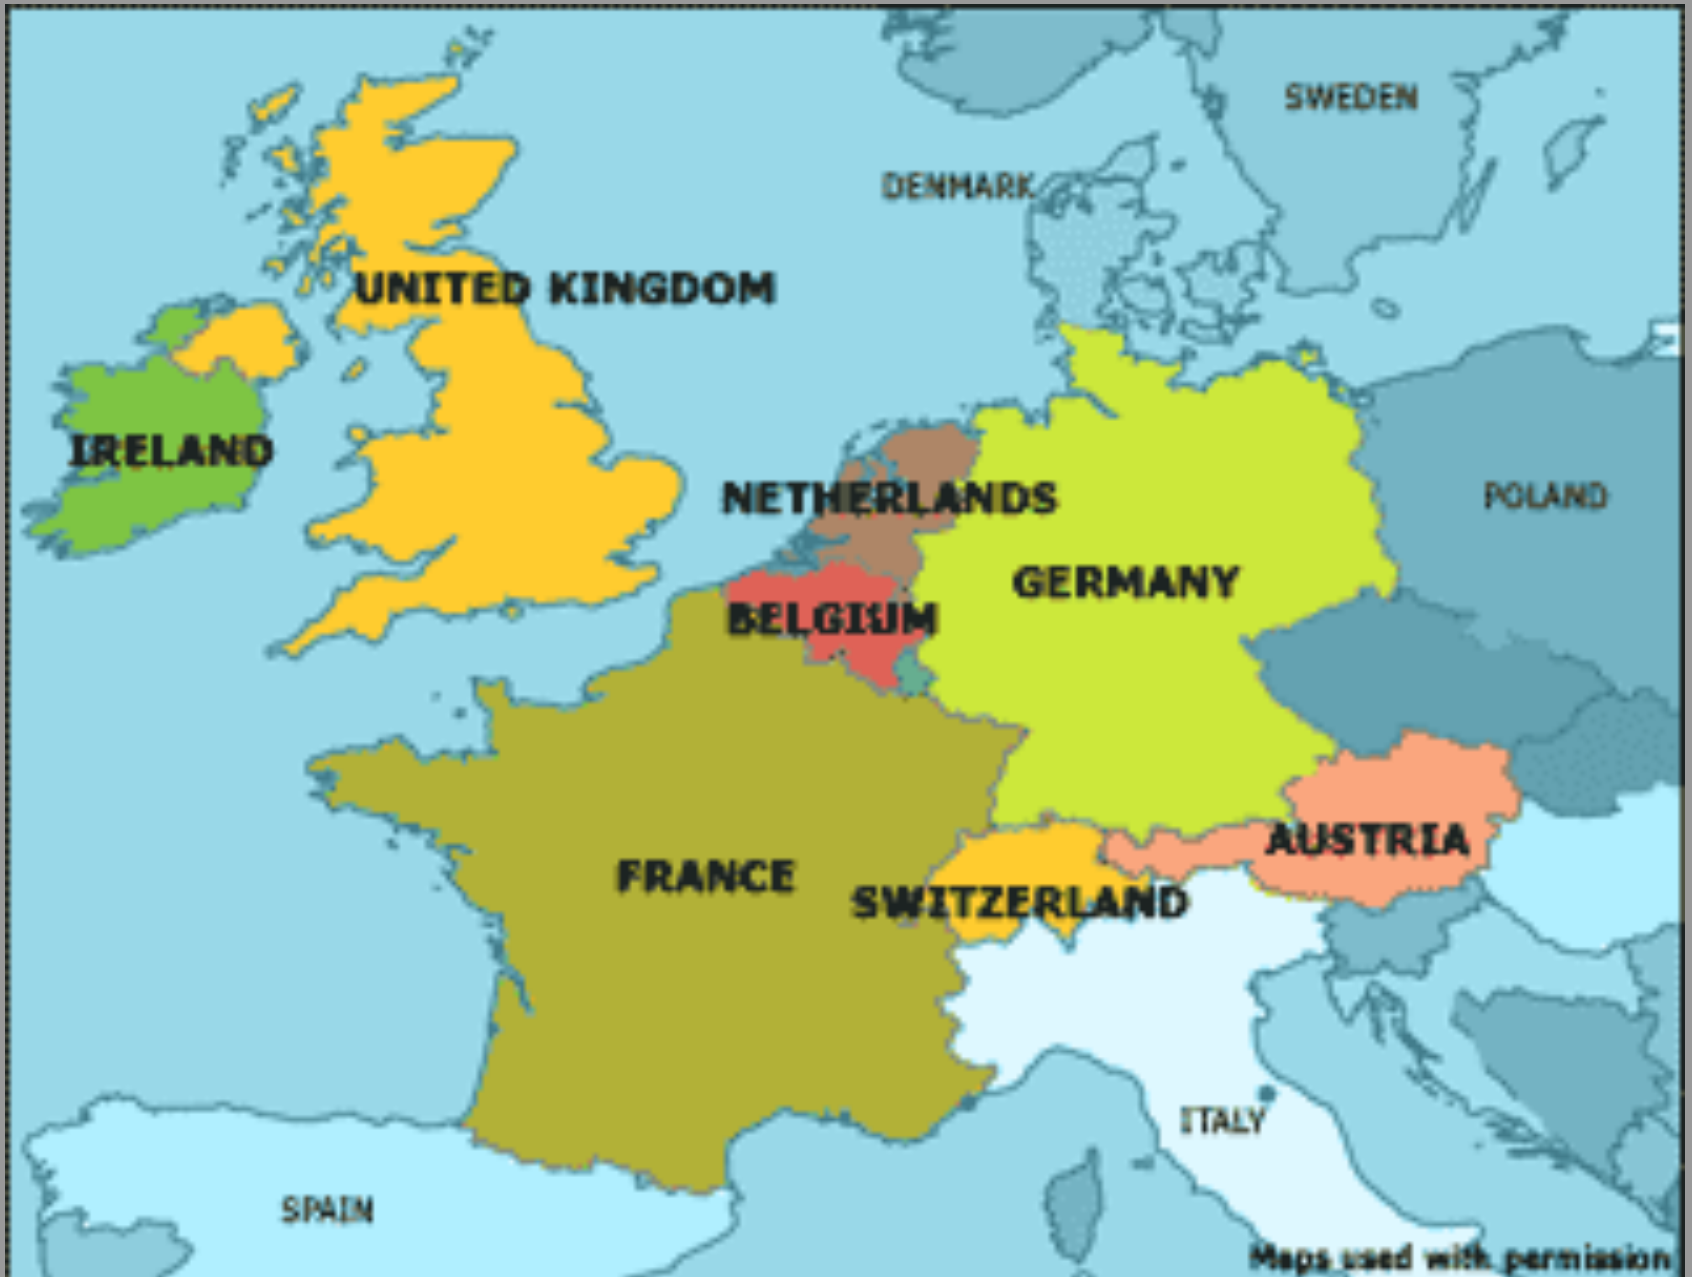 SWEDEN
DENMARK
UNITED KINGDOM
IRELAND
NETHERLANDS
POLAND
GERMANY
BELGIUM
AUSTRIA
FRANCE
SWITZERLAND
ITALY
SPAIN
Maps used with permission